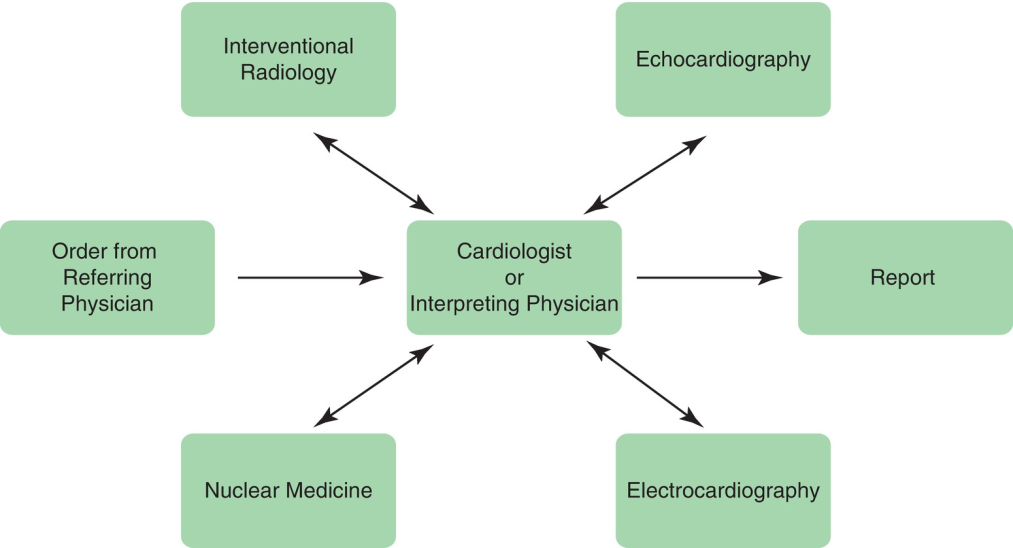 Interventional
Radiology
Echocardiography
Order from
Referring
Physician
Cardiologist
or
Interpreting Physician
Report
Nuclear Medicine
Electrocardiography